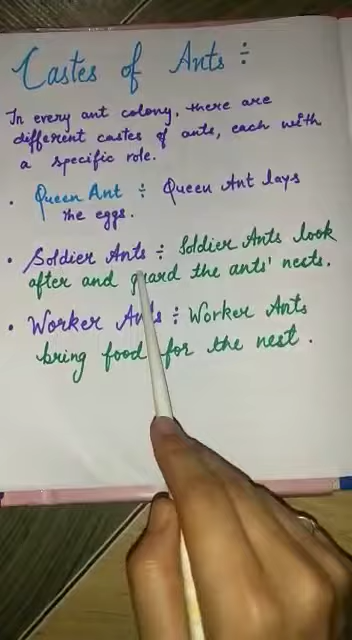 Castes of Ants ÷
In every ant colony, there are
different castes of ants, each with
a specific role.
• Queen Ant ÷ Queen Ant lays
the eggs.
• Soldier Ants ÷ Soldier Ants look
after and guard the ants' nests.
• Worker Ants ÷ Worker Ants
bring food for the nest.